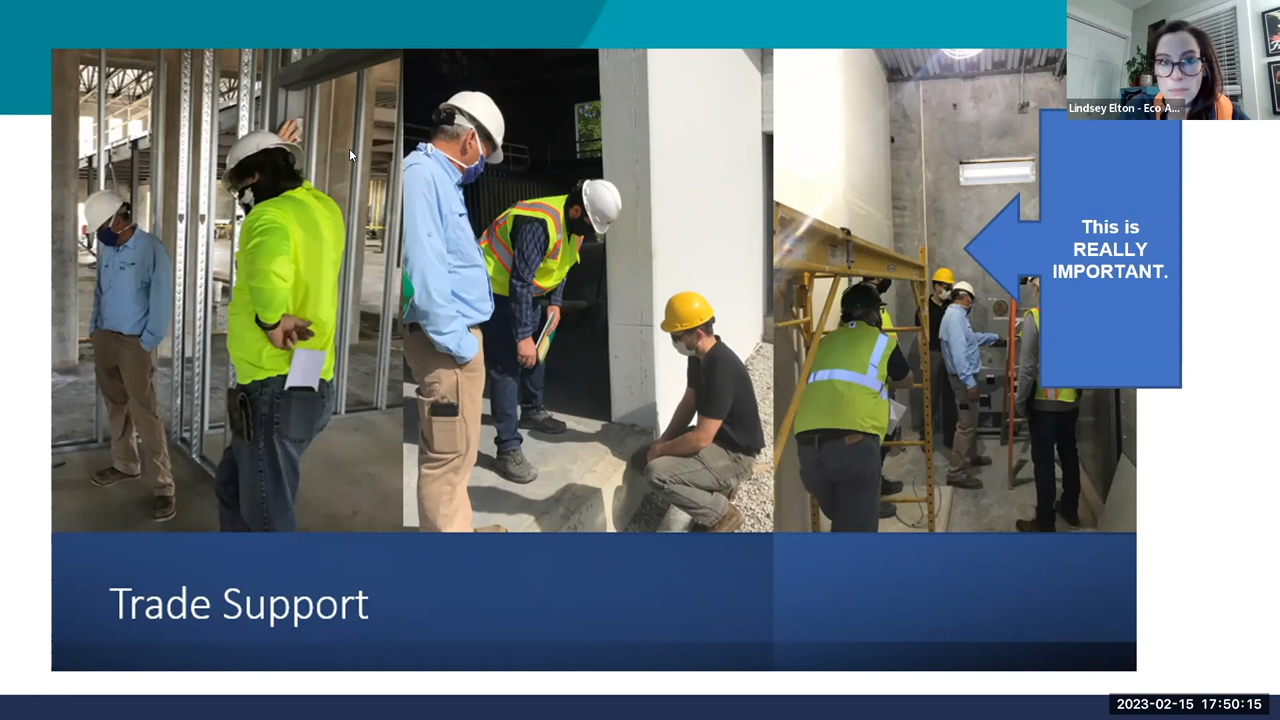 Lindsey Elton - Eco A...
This is
REALLY
IMPORTANT.
Trade Support
2023-02-15 17:50:15